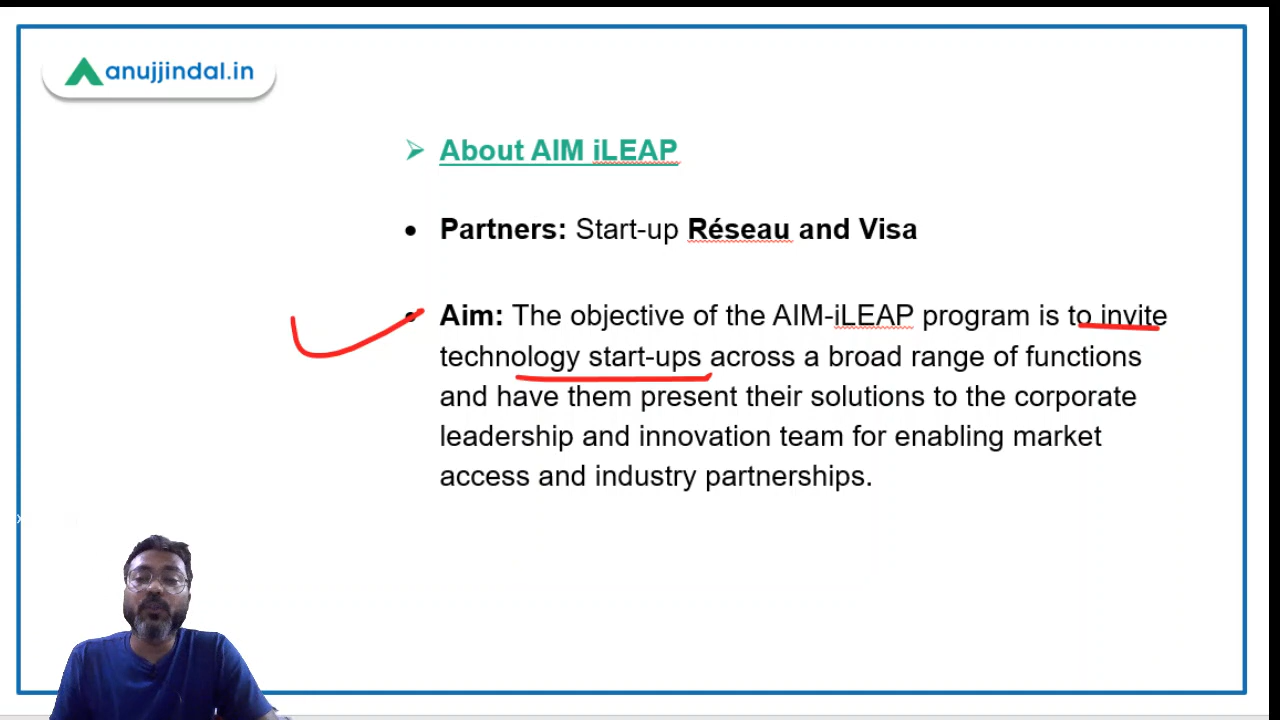 anujjindal.in
➢ About AIM iLEAP
• Partners: Start-up Réseau and Visa
• Aim: The objective of the AIM-iLEAP program is to invite
technology start-ups across a broad range of functions
and have them present their solutions to the corporate
leadership and innovation team for enabling market
access and industry partnerships.